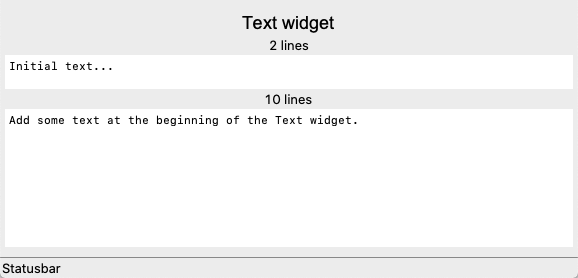 Text widget
2 lines
Initial text...
10 lines
Add some text at the beginning of the Text widget.
Statusbar